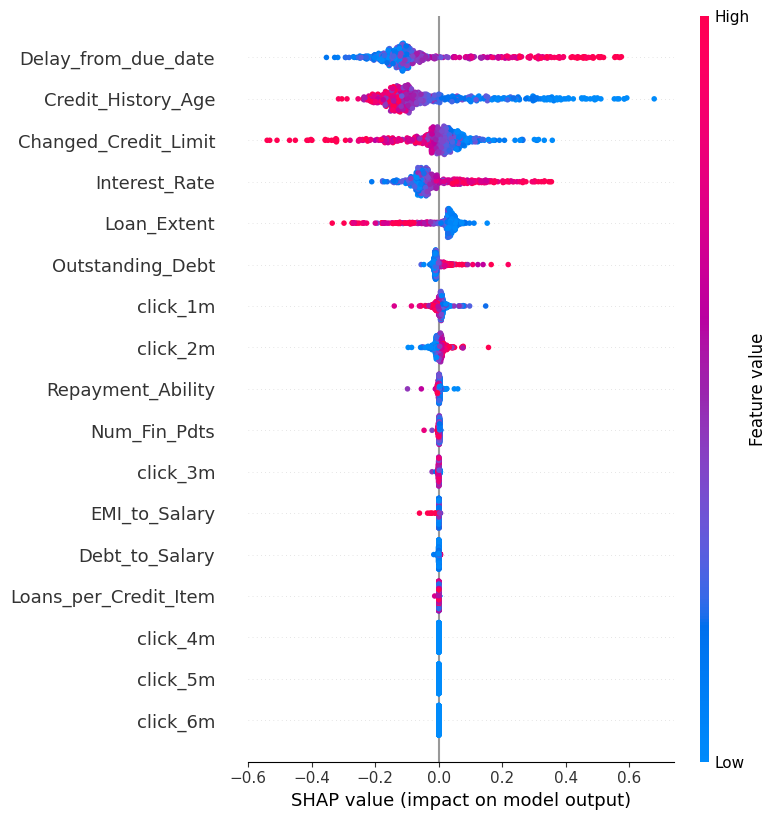 High
Delay_from_due_date
Credit_History_Age
Changed_Credit_Limit
Interest_Rate
Loan_Extent
Outstanding_Debt
click_1m
click_2m
Repayment_Ability
Num_Fin_Pdts
click_3m
EMI_to_Salary
Debt_to_Salary
Loans_per_Credit_Item
click_4m
click_5m
click_6m
Feature value
Low
−0.6 −0.4 −0.2 0.0 0.2 0.4 0.6
SHAP value (impact on model output)